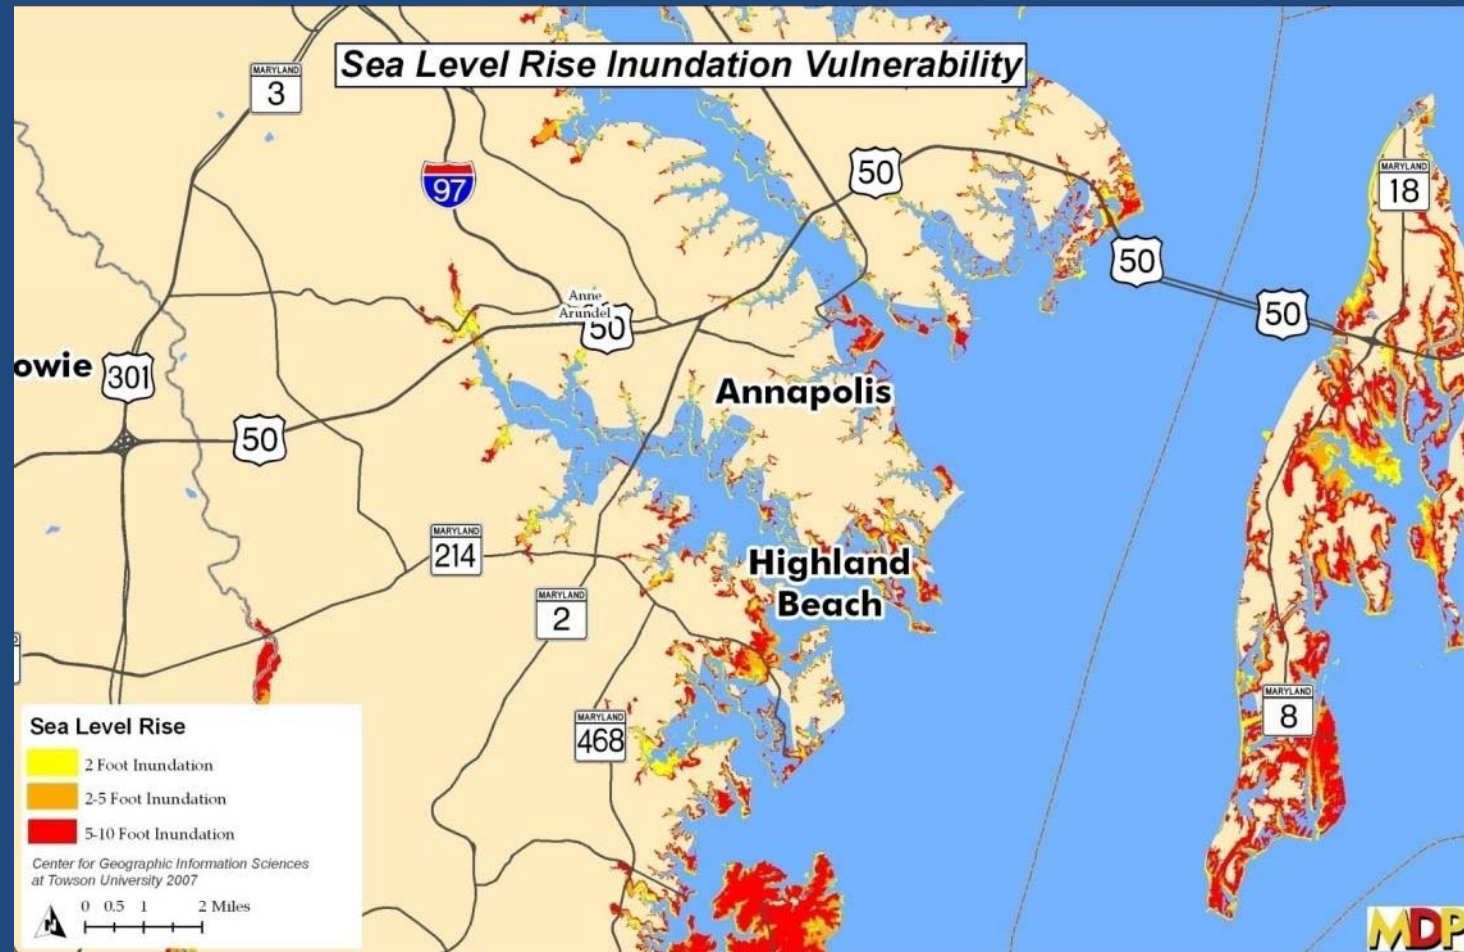 Sea Level Rise Inundation Vulnerability
MARYLAND
3
97
50
MARYLAND
18
50
50
Anne
Arundel
50
owie
301
Annapolis
50
MARYLAND
214
Highland
Beach
MARYLAND
2
MARYLAND
8
MARYLAND
468
Sea Level Rise
2 Foot Inundation
2-5 Foot Inundation
5-10 Foot Inundation
Center for Geographic Information Sciences
at Towson University 2007
N
0 0.5 1 2 Miles
MDP